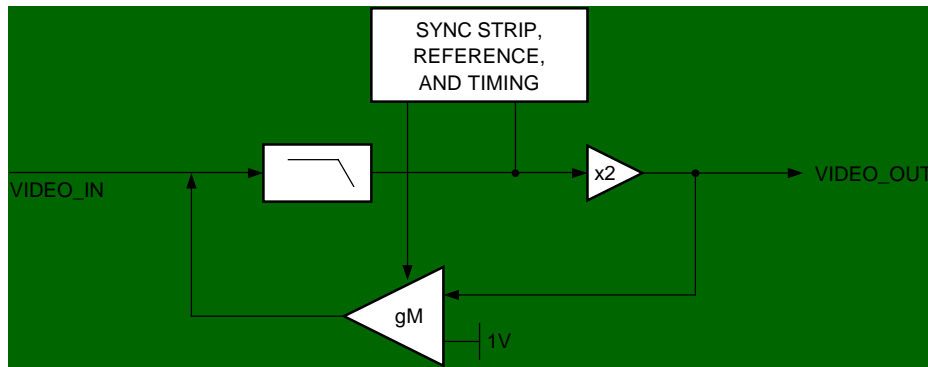 SYNC STRIP,
REFERENCE,
AND TIMING
x2
VIDEO_IN
VIDEO_OUT
gM
1V